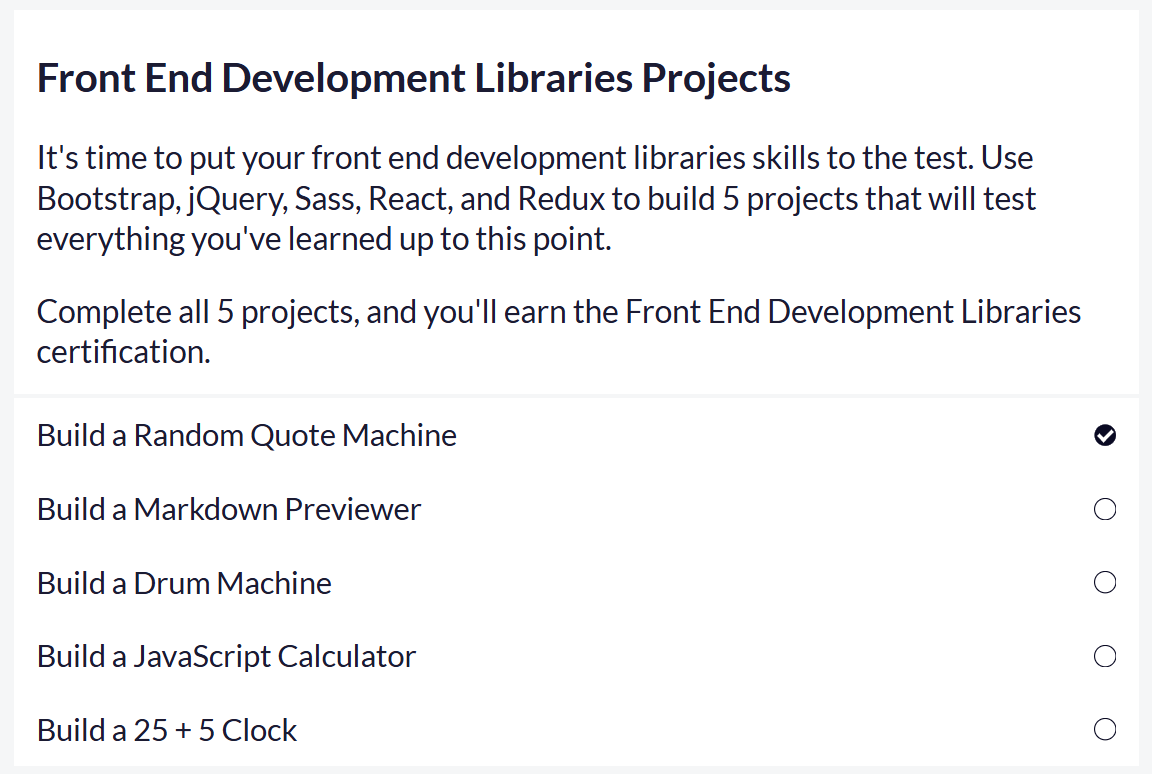 Front End Development Libraries Projects
It's time to put your front end development libraries skills to the test. Use
Bootstrap, jQuery, Sass, React, and Redux to build 5 projects that will test
everything you've learned up to this point.
Complete all 5 projects, and you'll earn the Front End Development Libraries
certification.
Build a Random Quote Machine
Build a Markdown Previewer
Build a Drum Machine
Build a JavaScript Calculator
Build a 25 + 5 Clock